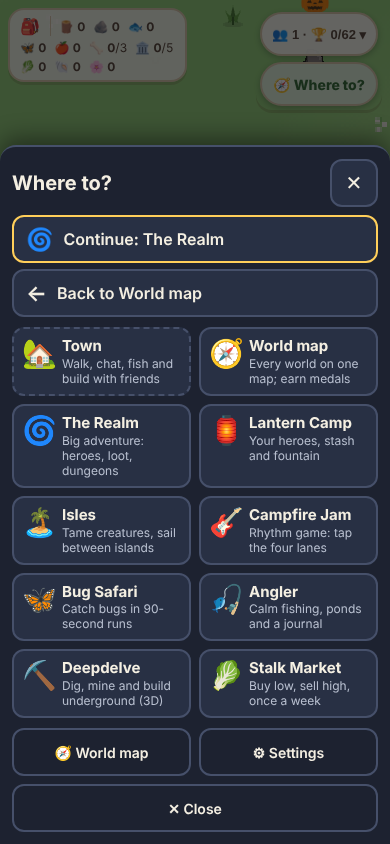 0 0 0
0 0 0/3 0/5
0 0 0
1 · 0/62 ▾
Where to?
Where to?
✕
Continue: The Realm
← Back to World map
Town
Walk, chat, fish and
build with friends
World map
Every world on one
map; earn medals
The Realm
Big adventure:
heroes, loot,
dungeons
Lantern Camp
Your heroes, stash
and fountain
Isles
Tame creatures, sail
between islands
Campfire Jam
Rhythm game: tap
the four lanes
Bug Safari
Catch bugs in 90-
second runs
Angler
Calm fishing, ponds
and a journal
Deepdelve
Dig, mine and build
underground (3D)
Stalk Market
Buy low, sell high,
once a week
World map
Settings
✕ Close